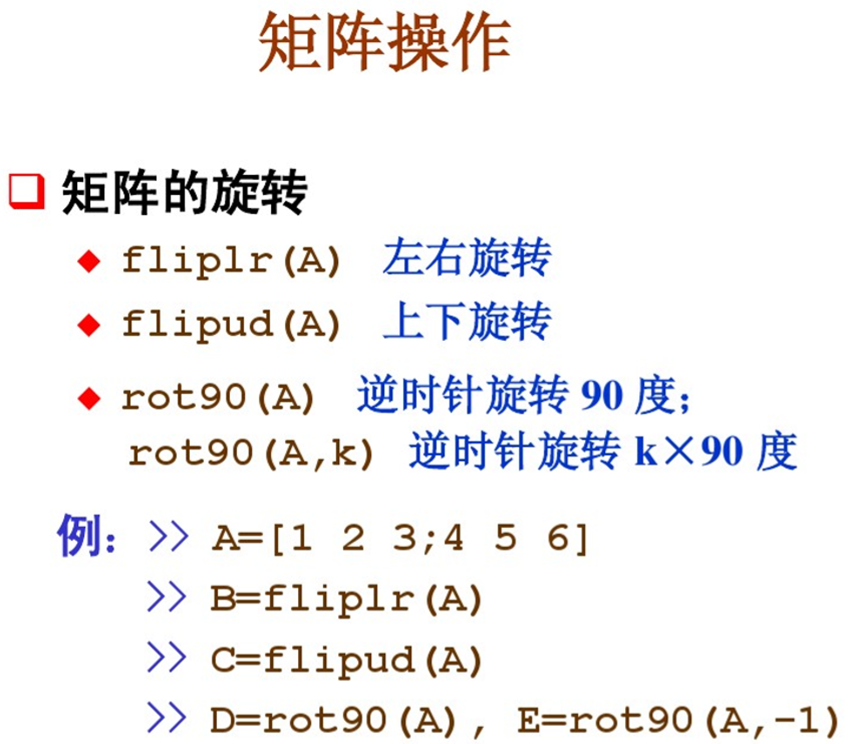 矩阵操作
矩阵的旋转
fliplr(A) 左右旋转
flipud(A) 上下旋转
rot90(A) 逆时针旋转 90 度;
rot90(A,k) 逆时针旋转 k×90 度
例: >> A=[1 2 3;4 5 6]
>> B=fliplr(A)
>> C=flipud(A)
>> D=rot90(A), E=rot90(A,-1)